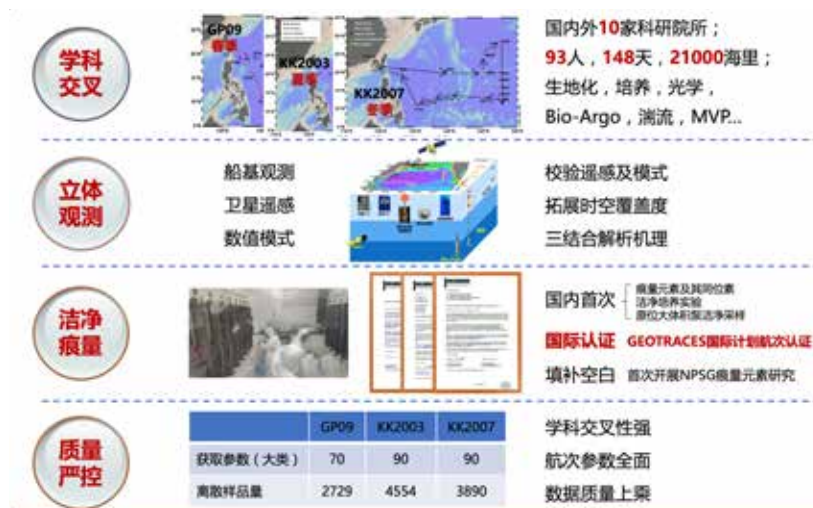 学科
交叉
GP09
春季
KK2003
夏季
KK2007
冬季
国内外10家科研院所；
93人，148天，21000海里；
生地化，培养，光学，
Bio-Argo，湍流，MVP...
立体
观测
船基观测
卫星遥感
数值模式
校验遥感及模式
拓展时空覆盖度
三结合解析机理
洁净
痕量
国内首次
痕量元素及其同位素
洁净培养实验
原位大体积泵洁净采样
国际认证 GEOTRACES国际计划航次认证
填补空白 首次开展NPSG痕量元素研究
质量
严控
GP09 KK2003 KK2007
获取参数（大类） 70 90 90
离散样品量 2729 4554 3890
学科交叉性强
航次参数全面
数据质量上乘